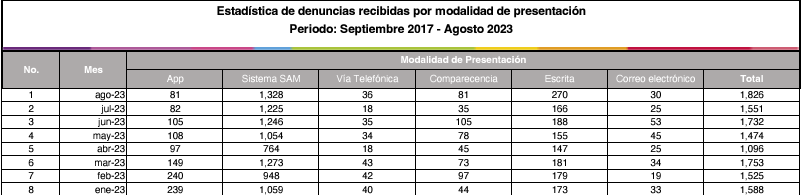 Estadística de denuncias recibidas por modalidad de presentación
Periodo: Septiembre 2017 - Agosto 2023
No. Mes Modalidad de Presentación
App Sistema SAM Vía Telefónica Comparecencia Escrita Correo electrónico Total
1 ago-23 81 1,328 36 81 270 30 1,826
2 jul-23 82 1,225 18 35 166 25 1,551
3 jun-23 105 1,246 35 105 188 53 1,732
4 may-23 108 1,054 34 78 155 45 1,474
5 abr-23 97 764 18 45 147 25 1,096
6 mar-23 149 1,273 43 73 181 34 1,753
7 feb-23 240 948 42 97 179 19 1,525
8 ene-23 239 1,059 40 44 173 33 1,588